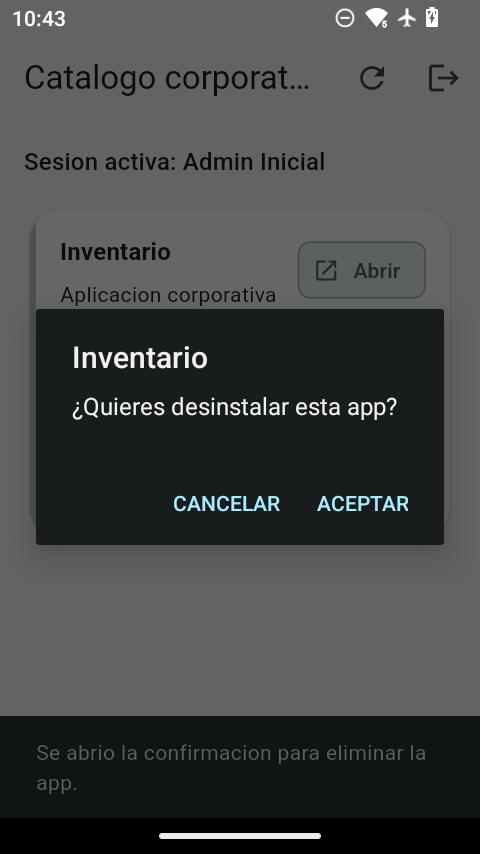 10:43
Catalogo corporat...
Sesion activa: Admin Inicial
Inventario
Abrir
Aplicacion corporativa
Inventario
¿Quieres desinstalar esta app?
CANCELAR ACEPTAR
Se abrio la confirmacion para eliminar la
app.